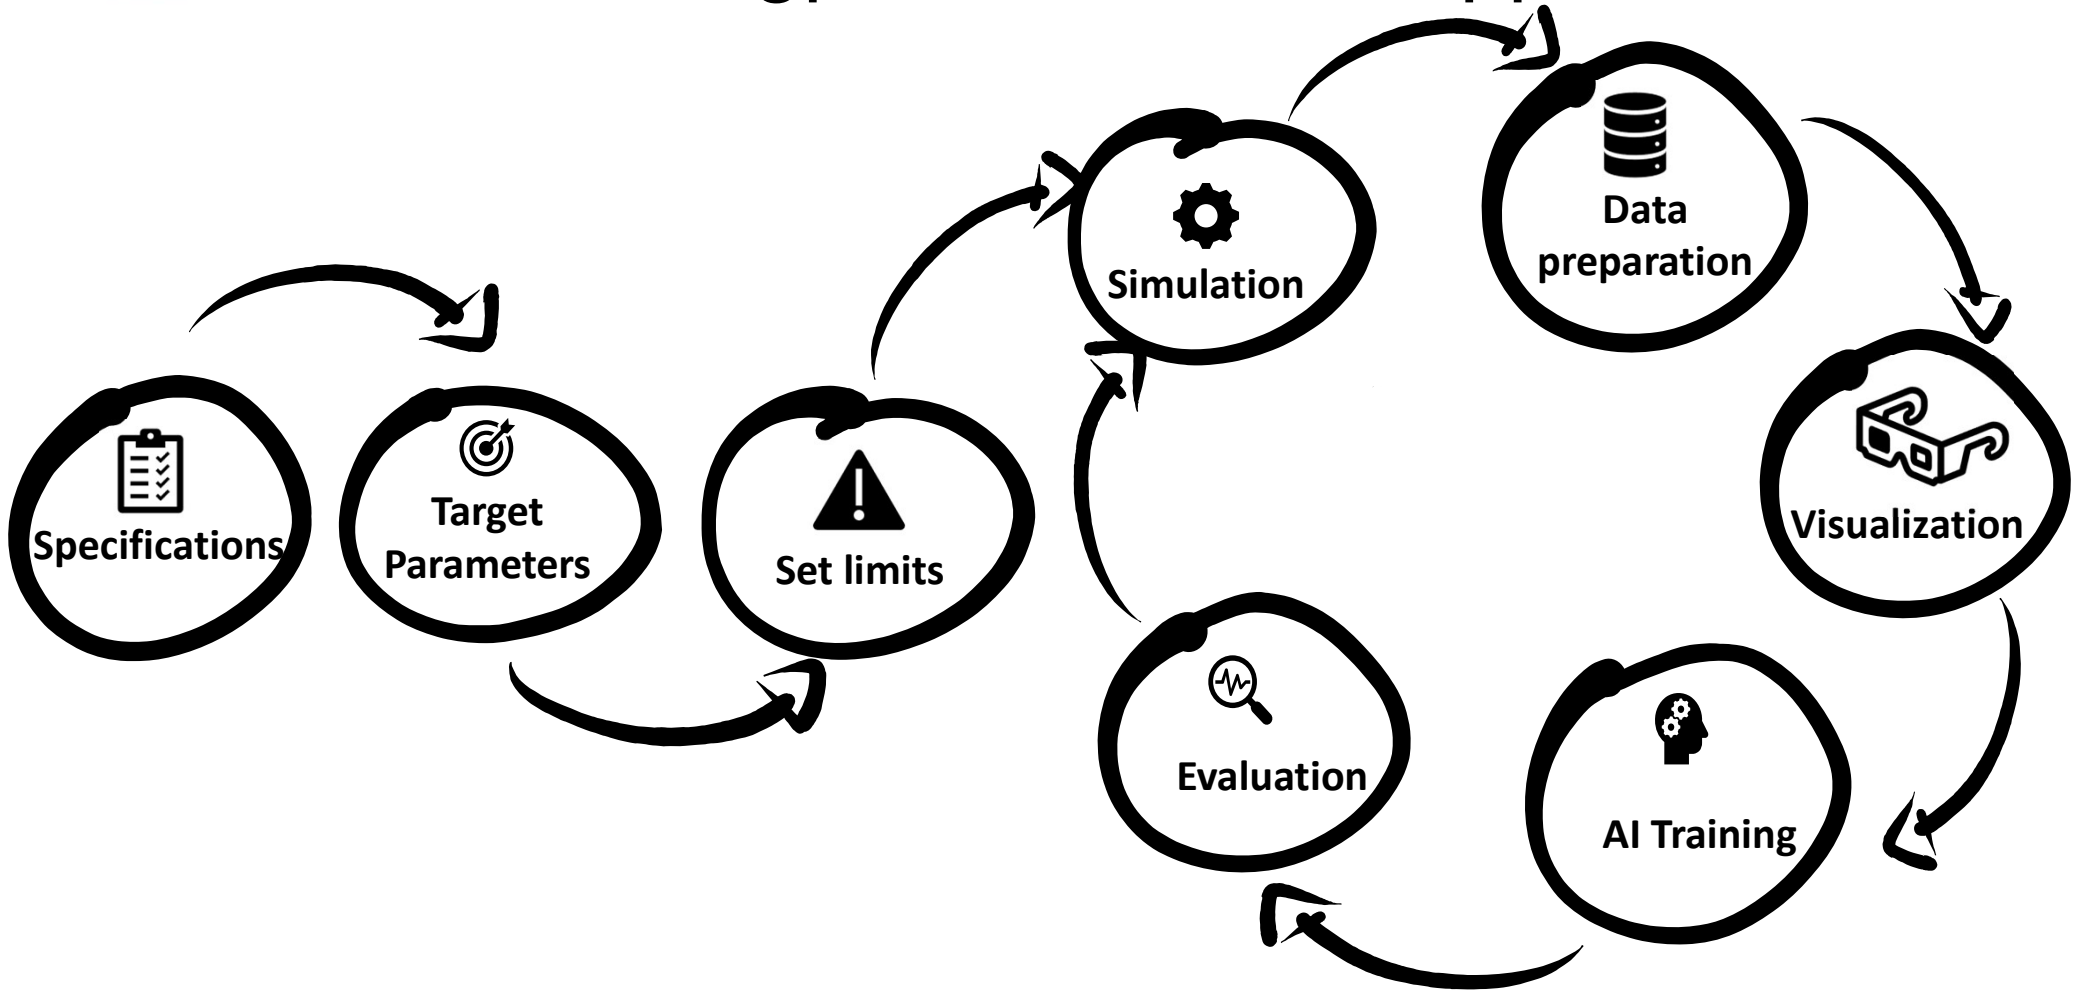 Specifications
Target
Parameters
Set limits
Simulation
Data
preparation
Visualization
AI Training
Evaluation